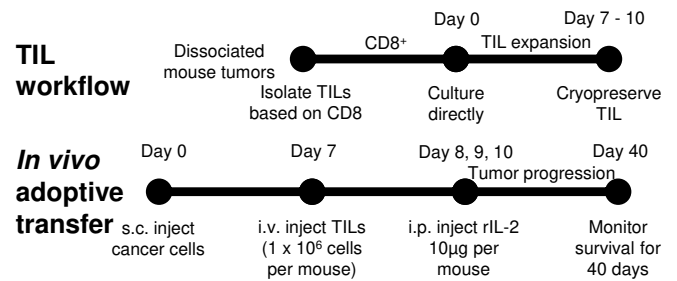 TIL
workflow
Day 0
Day 7 - 10
CD8⁺
TIL expansion
Dissociated
mouse tumors
Isolate TILs
based on CD8
Culture
directly
Cryopreserve
TIL
In vivo
adoptive
transfer
Day 0
Day 7
Day 8, 9, 10
Day 40
Tumor progression
s.c. inject
cancer cells
i.v. inject TILs
(1 x 10⁶ cells
per mouse)
i.p. inject rIL-2
10µg per
mouse
Monitor
survival for
40 days